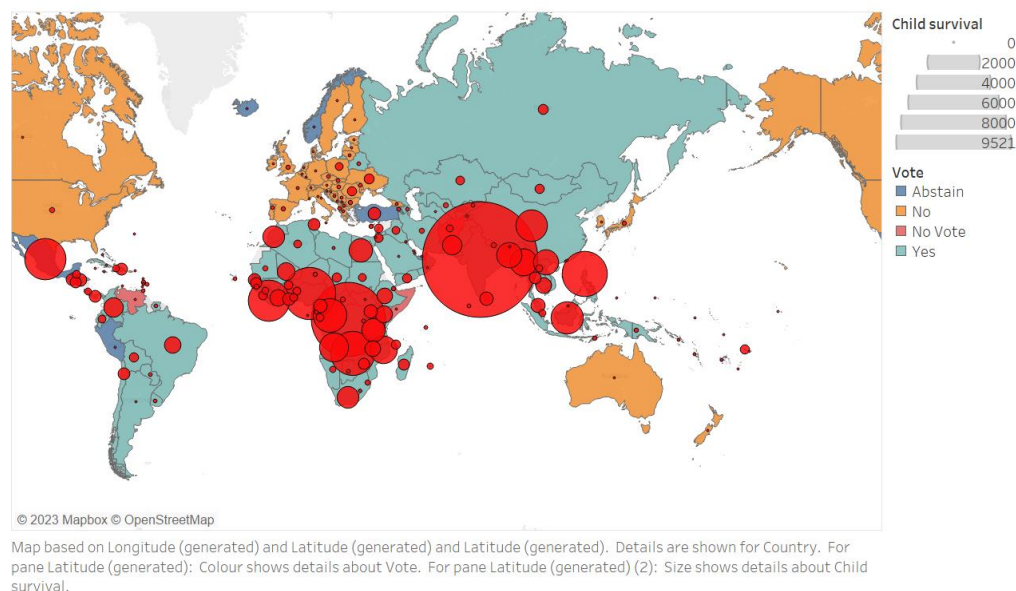 Child survival
0
2000
4000
6000
8000
9521
Vote
Abstain
No
No Vote
Yes
© 2023 Mapbox © OpenStreetMap
Map based on Longitude (generated) and Latitude (generated) and Latitude (generated). Details are shown for Country. For
pane Latitude (generated): Colour shows details about Vote. For pane Latitude (generated) (2): Size shows details about Child
survival.